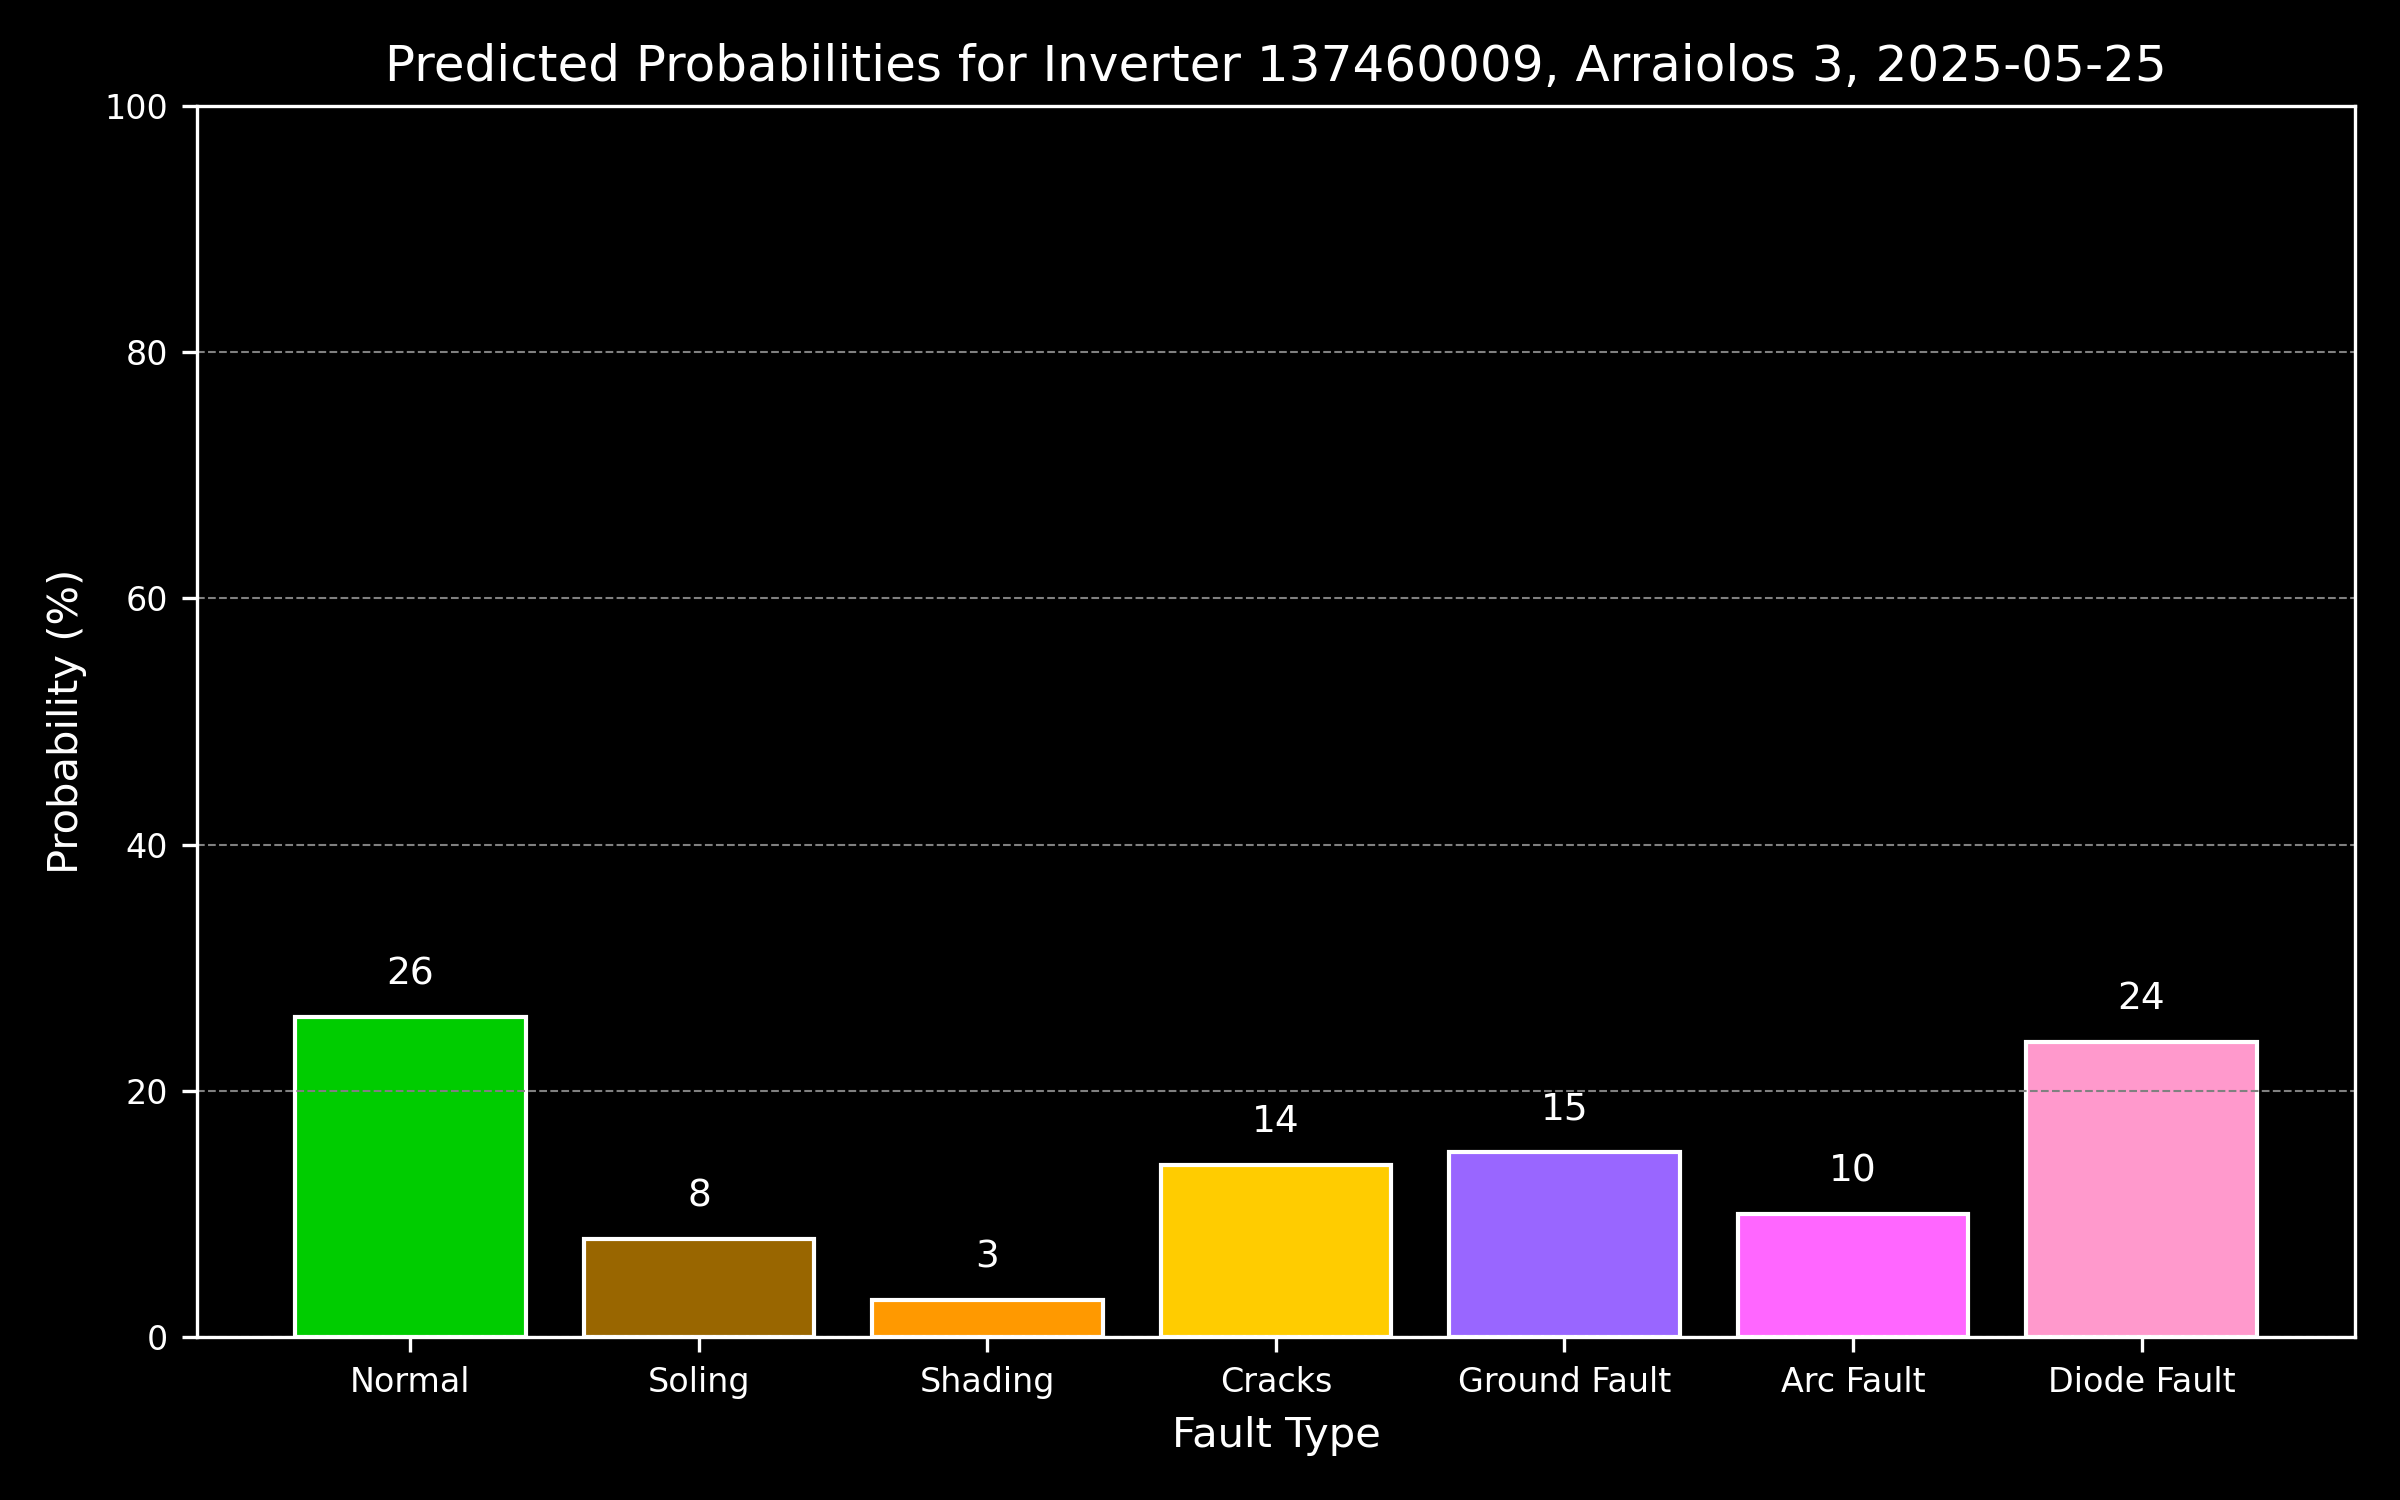 Predicted Probabilities for Inverter 137460009, Arraiolos 3, 2025-05-25
100
80
60
40
20
0
Probability (%)
26
8
3
14
15
10
24
Normal
Soling
Shading
Cracks
Ground Fault
Arc Fault
Diode Fault
Fault Type